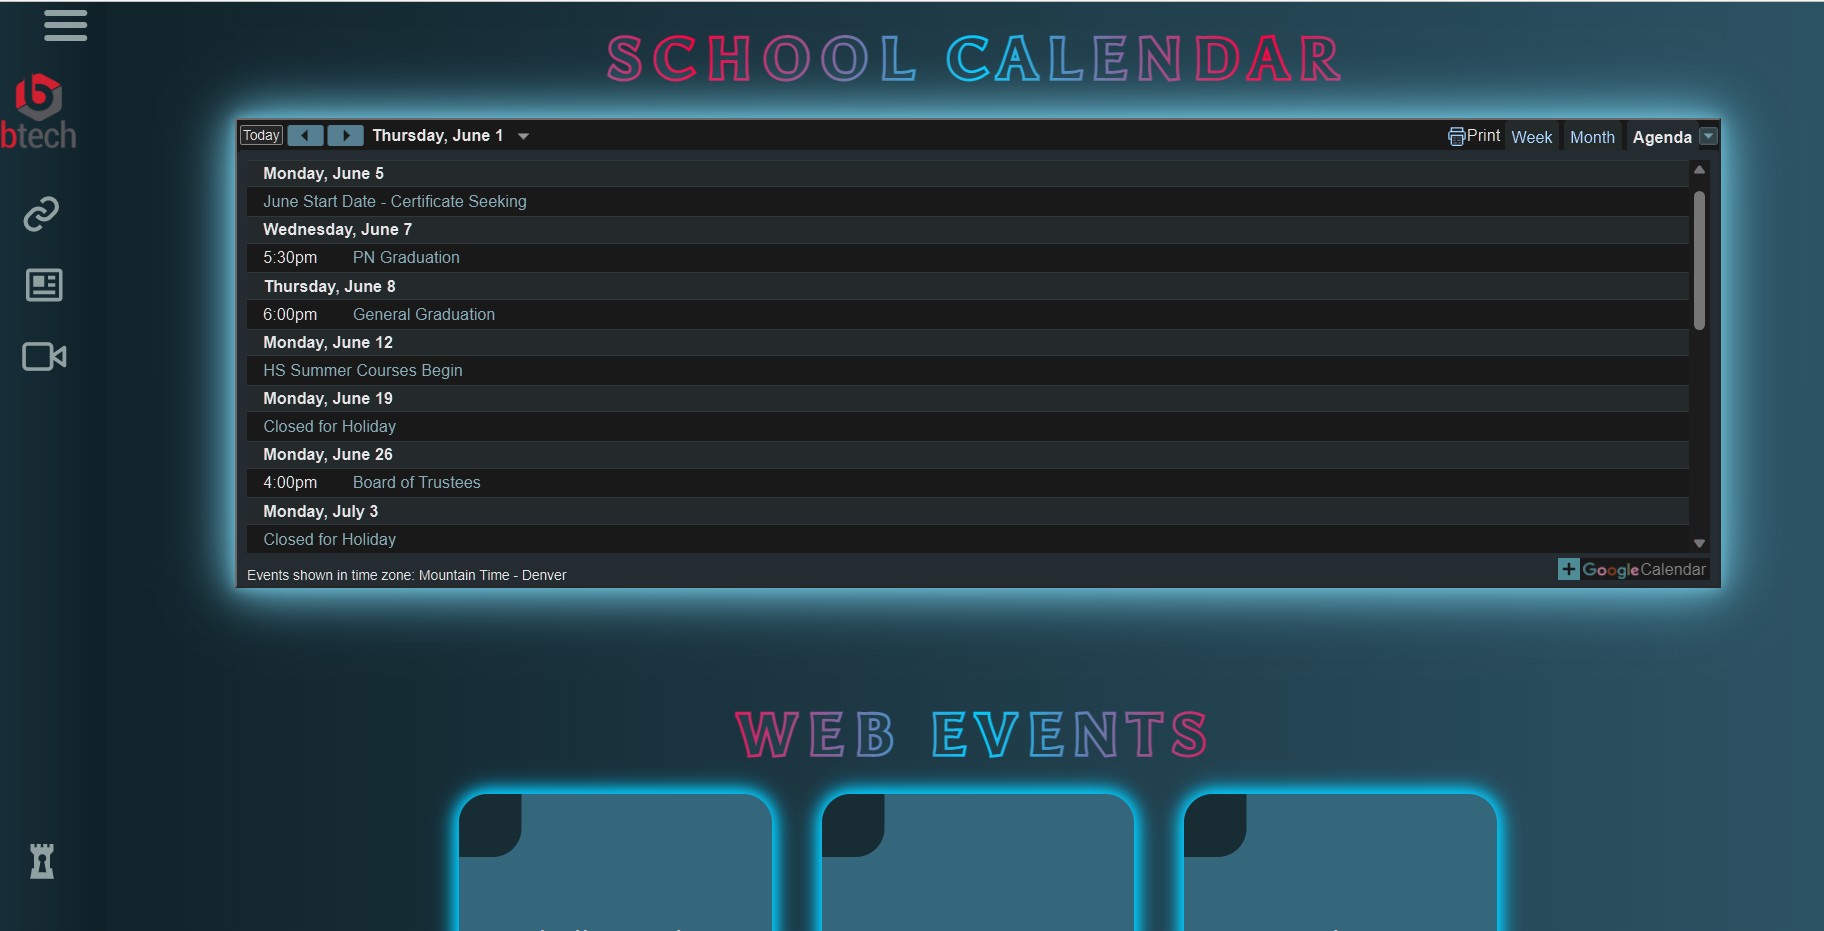 SCHOOL CALENDAR
btech
Today Thursday, June 1 Print Week Month Agenda
Monday, June 5
June Start Date - Certificate Seeking
Wednesday, June 7
5:30pm PN Graduation
Thursday, June 8
6:00pm General Graduation
Monday, June 12
HS Summer Courses Begin
Monday, June 19
Closed for Holiday
Monday, June 26
4:00pm Board of Trustees
Monday, July 3
Closed for Holiday
Events shown in time zone: Mountain Time - Denver
+ GoogleCalendar
WEB EVENTS